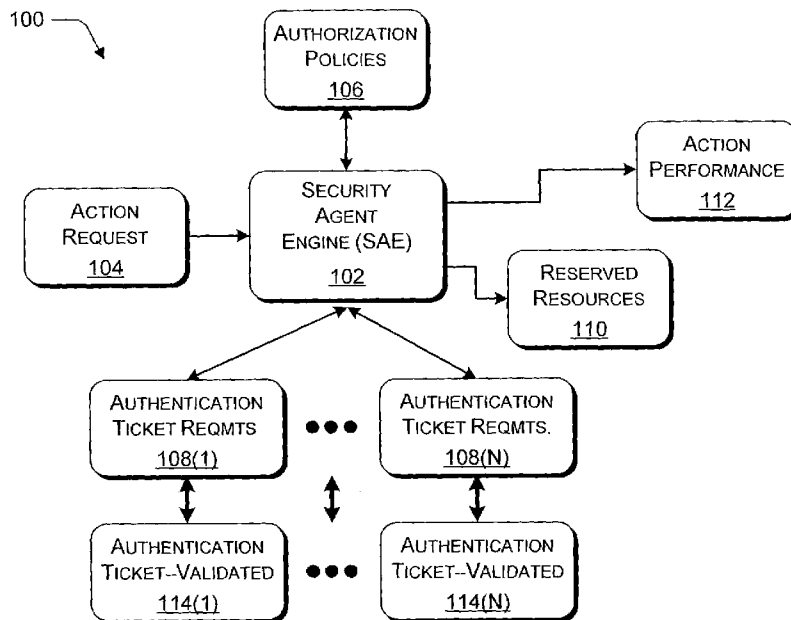 100
AUTHORIZATION
POLICIES
106
ACTION
REQUEST
104
SECURITY
AGENT
ENGINE (SAE)
102
ACTION
PERFORMANCE
112
RESERVED
RESOURCES
110
AUTHENTICATION
TICKET REQMTS
108(1)
AUTHENTICATION
TICKET REQMTS.
108(N)
AUTHENTICATION
TICKET--VALIDATED
114(1)
AUTHENTICATION
TICKET--VALIDATED
114(N)